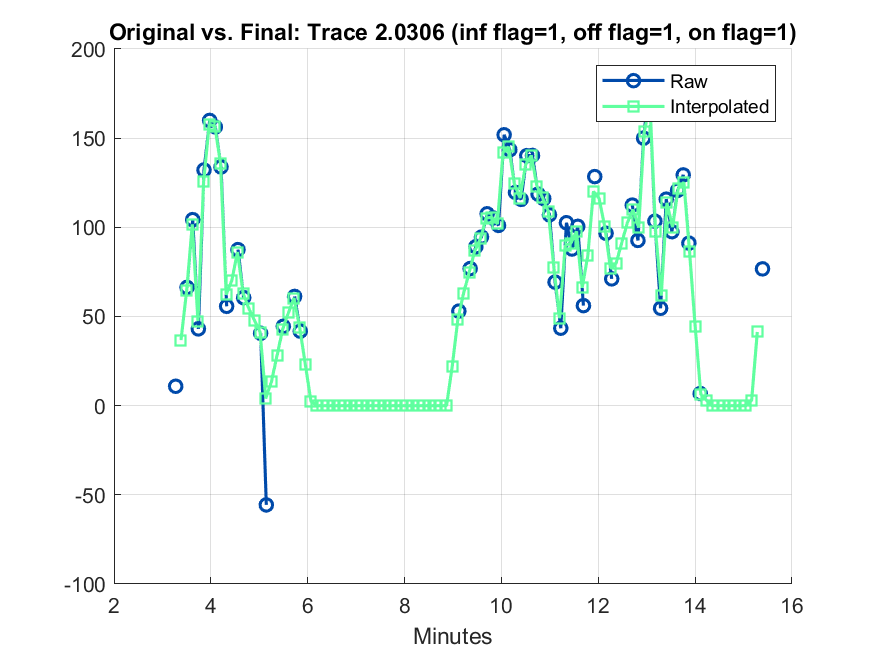 Original vs. Final: Trace 2.0306 (inf flag=1, off flag=1, on flag=1)
200
150
100
50
0
-50
-100
Raw
Interpolated
2 4 6 8 10 12 14 16
Minutes